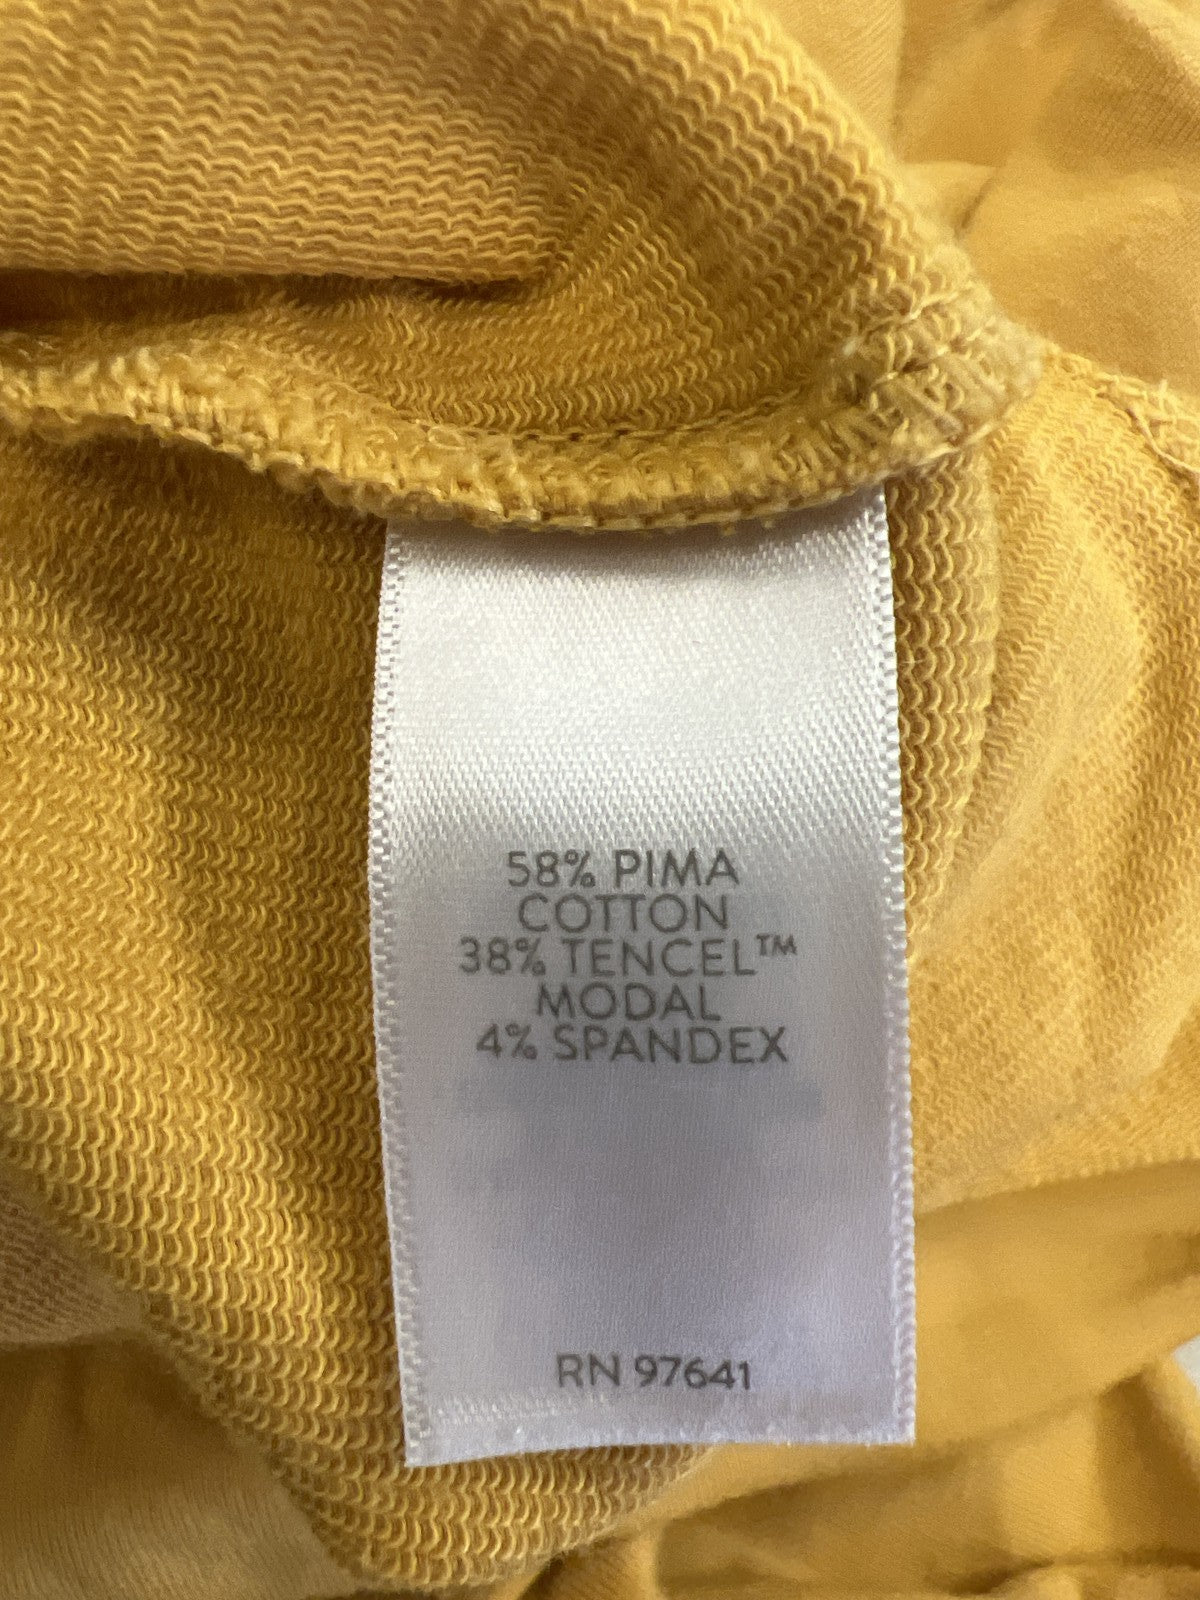 58% PIMA
COTTON
38% TENCEL™
MODAL
4% SPANDEX
RN 97641